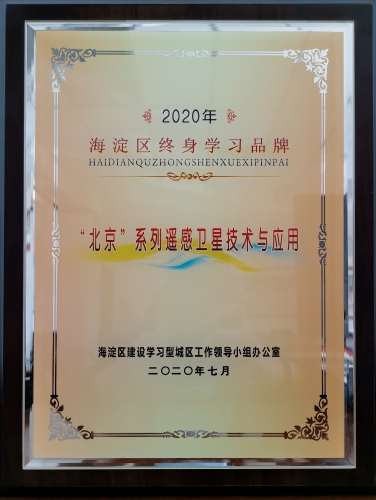 2020年
海淀区终身学习品牌
HAIDIANQUZHONGSHENXUEXIPINPAI
“北京”系列遥感卫星技术与应用
海淀区建设学习型城区工作领导小组办公室
二〇二〇年七月